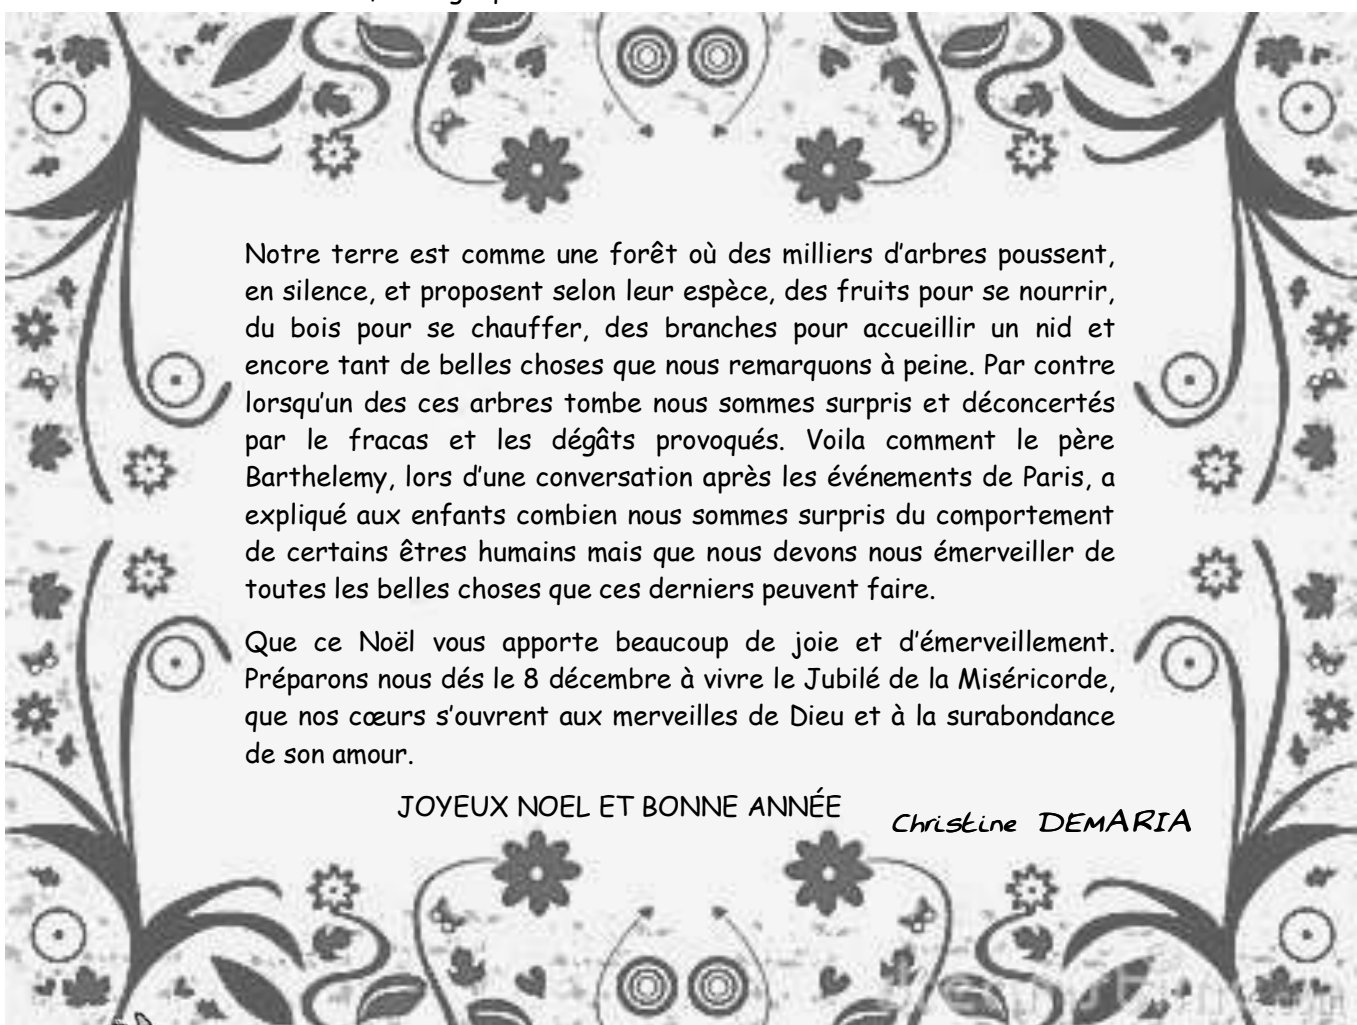 Notre terre est comme une forêt où des milliers d'arbres poussent,
en silence, et proposent selon leur espèce, des fruits pour se nourrir,
du bois pour se chauffer, des branches pour accueillir un nid et
encore tant de belles choses que nous remarquons à peine. Par contre
lorsqu'un des ces arbres tombe nous sommes surpris et déconcertés
par le fracas et les dégâts provoqués. Voila comment le père
Barthelemy, lors d'une conversation après les événements de Paris, a
expliqué aux enfants combien nous sommes surpris du comportement
de certains êtres humains mais que nous devons nous émerveiller de
toutes les belles choses que ces derniers peuvent faire.
Que ce Noël vous apporte beaucoup de joie et d'émerveillement.
Préparons nous dés le 8 décembre à vivre le Jubilé de la Miséricorde,
que nos cœurs s'ouvrent aux merveilles de Dieu et à la surabondance
de son amour.
JOYEUX NOEL ET BONNE ANNÉE
Christine DEMARIA